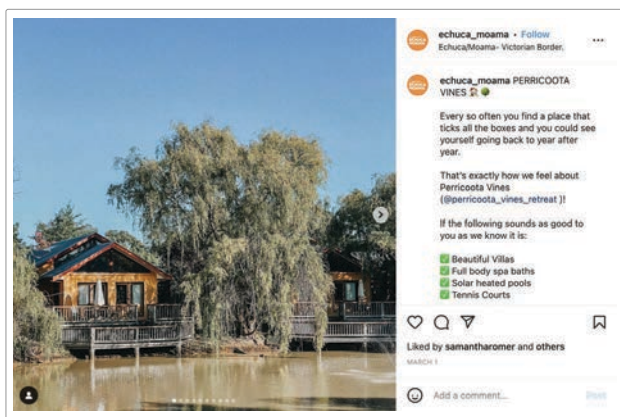 echuca_moama • Follow
Echuca/Moama- Victorian Border,
echuca_moama PERRICOOTA
VINES 🏠🌳
Every so often you find a place that
ticks all the boxes and you could see
yourself going back to year after
year.
That's exactly how we feel about
Perricoota Vines
(@perricoota_vines_retreat )!
If the following sounds as good to
you as we know it is:
✅ Beautiful Villas
✅ Full body spa baths
✅ Solar heated pools
✅ Tennis Courts
Liked by samantharomer and others
MARCH 1
Add a comment...
Post